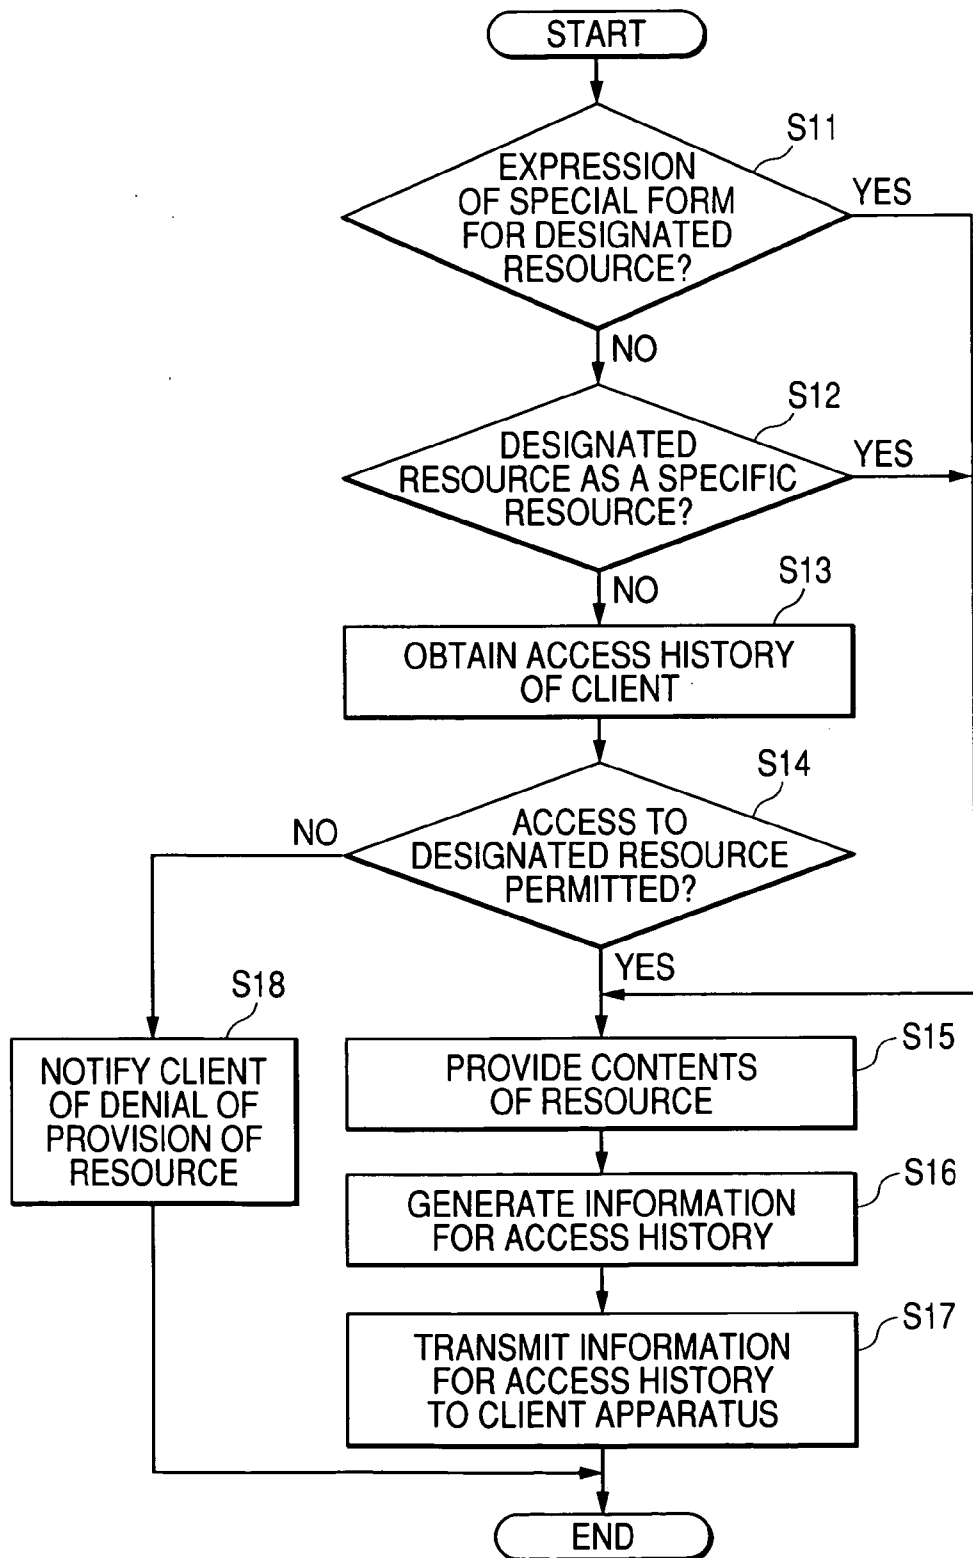 START
S11
EXPRESSION
OF SPECIAL FORM
FOR DESIGNATED
RESOURCE?
YES
NO
S12
DESIGNATED
RESOURCE AS A SPECIFIC
RESOURCE?
YES
NO
S13
OBTAIN ACCESS HISTORY
OF CLIENT
S14
ACCESS TO
DESIGNATED RESOURCE
PERMITTED?
NO
YES
S18
NOTIFY CLIENT
OF DENIAL OF
PROVISION OF
RESOURCE
S15
PROVIDE CONTENTS
OF RESOURCE
S16
GENERATE INFORMATION
FOR ACCESS HISTORY
S17
TRANSMIT INFORMATION
FOR ACCESS HISTORY
TO CLIENT APPARATUS
END